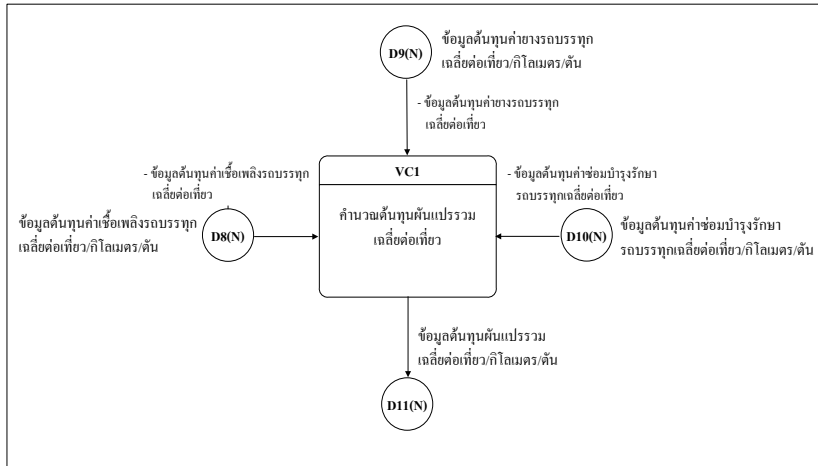 D9(N)
ข้อมูลต้นทุนค่ายางรถบรรทุก
เฉลี่ยต่อเที่ยว/กิโลเมตร/ตัน
- ข้อมูลต้นทุนค่ายางรถบรรทุก
เฉลี่ยต่อเที่ยว
- ข้อมูลต้นทุนค่าเชื้อเพลิงรถบรรทุก
เฉลี่ยต่อเที่ยว
ข้อมูลต้นทุนค่าเชื้อเพลิงรถบรรทุก
เฉลี่ยต่อเที่ยว/กิโลเมตร/ตัน
D8(N)
VC1
คำนวณต้นทุนผันแปรรวม
เฉลี่ยต่อเที่ยว
- ข้อมูลต้นทุนค่าซ่อมบำรุงรักษา
รถบรรทุกเฉลี่ยต่อเที่ยว
D10(N)
ข้อมูลต้นทุนค่าซ่อมบำรุงรักษา
รถบรรทุกเฉลี่ยต่อเที่ยว/กิโลเมตร/ตัน
ข้อมูลต้นทุนผันแปรรวม
เฉลี่ยต่อเที่ยว/กิโลเมตร/ตัน
D11(N)